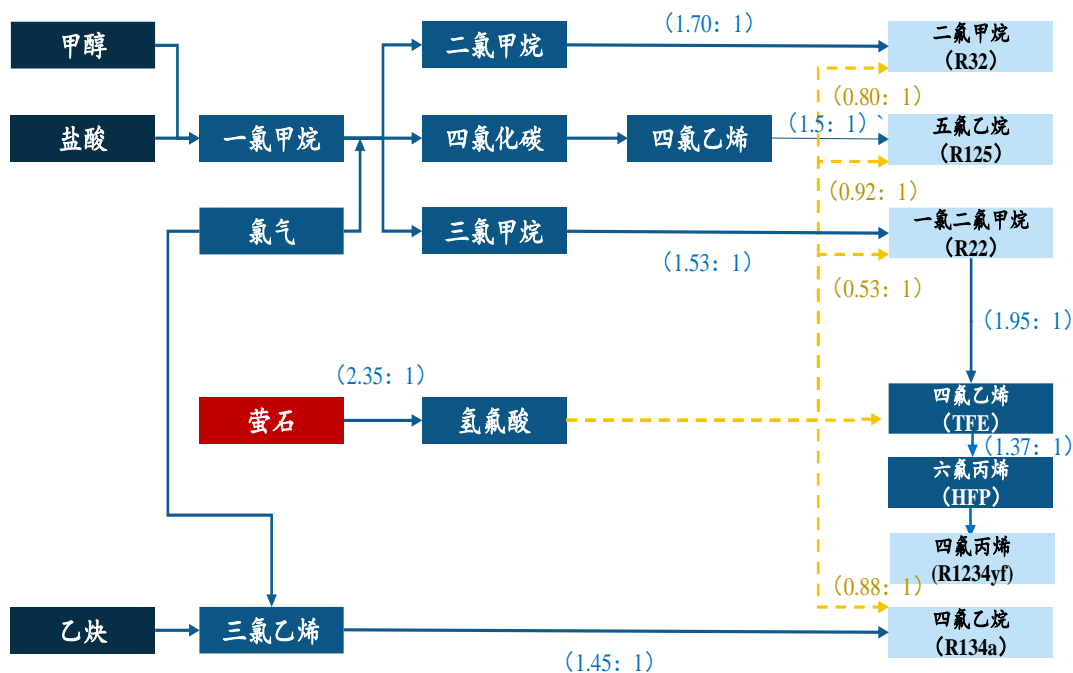 （1.70：1）
甲醇
二氯甲烷
二氟甲烷
（R32）
（0.80：1）
盐酸
一氯甲烷
四氯化碳
四氯乙烯
（1.5：1）`
五氟乙烷
（R125）
（0.92：1）
氯气
三氯甲烷
一氯二氟甲烷
（R22）
（1.53：1）
（0.53：1）
（1.95：1）
（2.35：1）
萤石
氢氟酸
四氟乙烯
（TFE）
（1.37：1）
六氟丙烯
（HFP）
四氟丙烯
(R1234yf)
（0.88：1）
乙炔
三氯乙烯
四氟乙烷
（R134a）
（1.45：1）